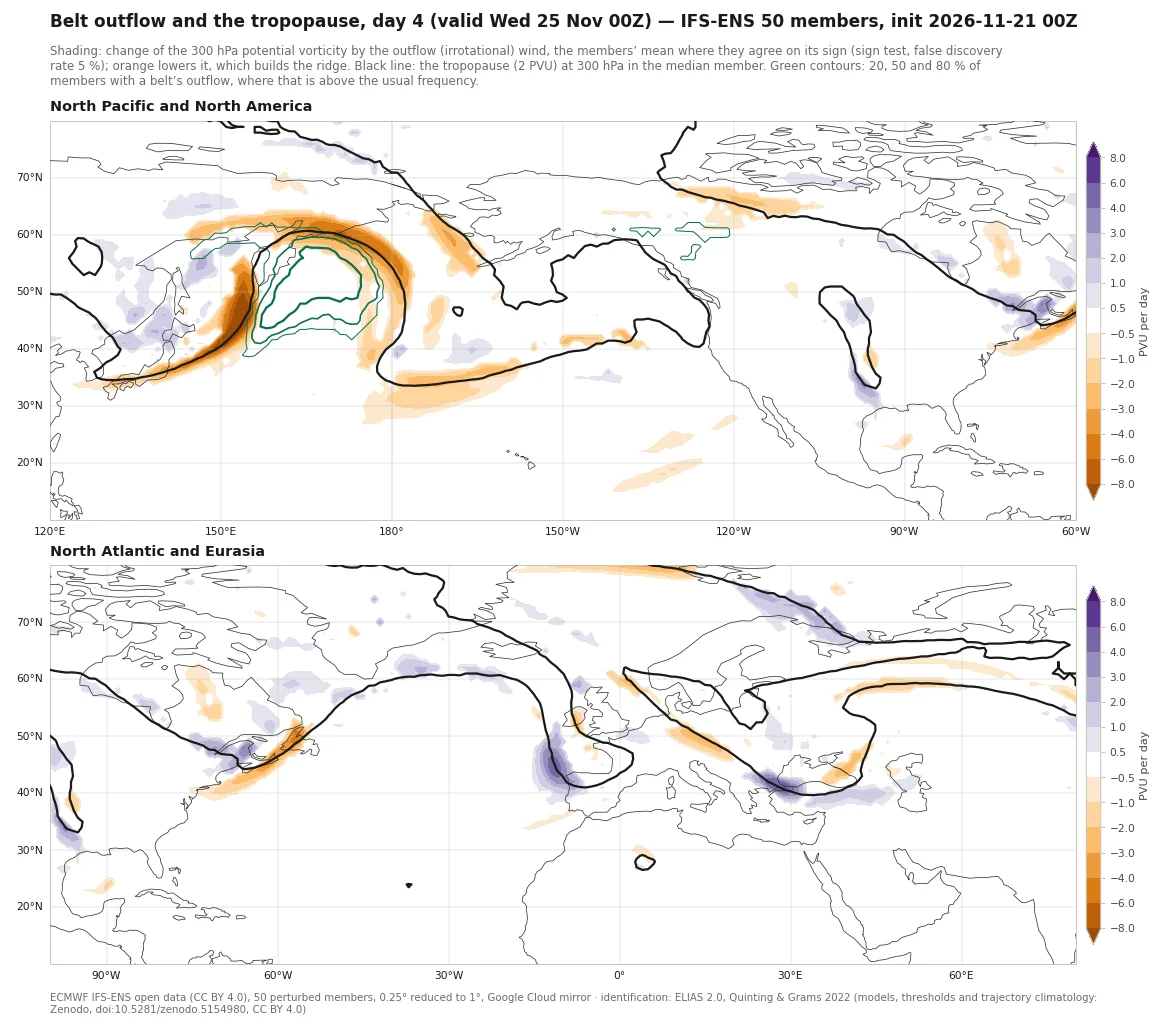 Belt outflow and the tropopause, day 4 (valid Wed 25 Nov 00Z) — IFS-ENS 50 members, init 2026-11-21 00Z
Shading: change of the 300 hPa potential vorticity by the outflow (irrotational) wind, the members’ mean where they agree on its sign (sign test, false discovery
rate 5 %); orange lowers it, which builds the ridge. Black line: the tropopause (2 PVU) at 300 hPa in the median member. Green contours: 20, 50 and 80 % of
members with a belt’s outflow, where that is above the usual frequency.
North Pacific and North America
70°N
60°N
50°N
40°N
30°N
20°N
120°E
150°E
180°
150°W
120°W
90°W
60°W
8.0
6.0
4.0
3.0
2.0
1.0
0.5
−0.5
−1.0
−2.0
−3.0
−4.0
−6.0
−8.0
PVU per day
North Atlantic and Eurasia
70°N
60°N
50°N
40°N
30°N
20°N
90°W
60°W
30°W
0°
30°E
60°E
8.0
6.0
4.0
3.0
2.0
1.0
0.5
−0.5
−1.0
−2.0
−3.0
−4.0
−6.0
−8.0
PVU per day
ECMWF IFS-ENS open data (CC BY 4.0), 50 perturbed members, 0.25° reduced to 1°, Google Cloud mirror · identification: ELIAS 2.0, Quinting & Grams 2022 (models, thresholds and trajectory climatology:
Zenodo, doi:10.5281/zenodo.5154980, CC BY 4.0)